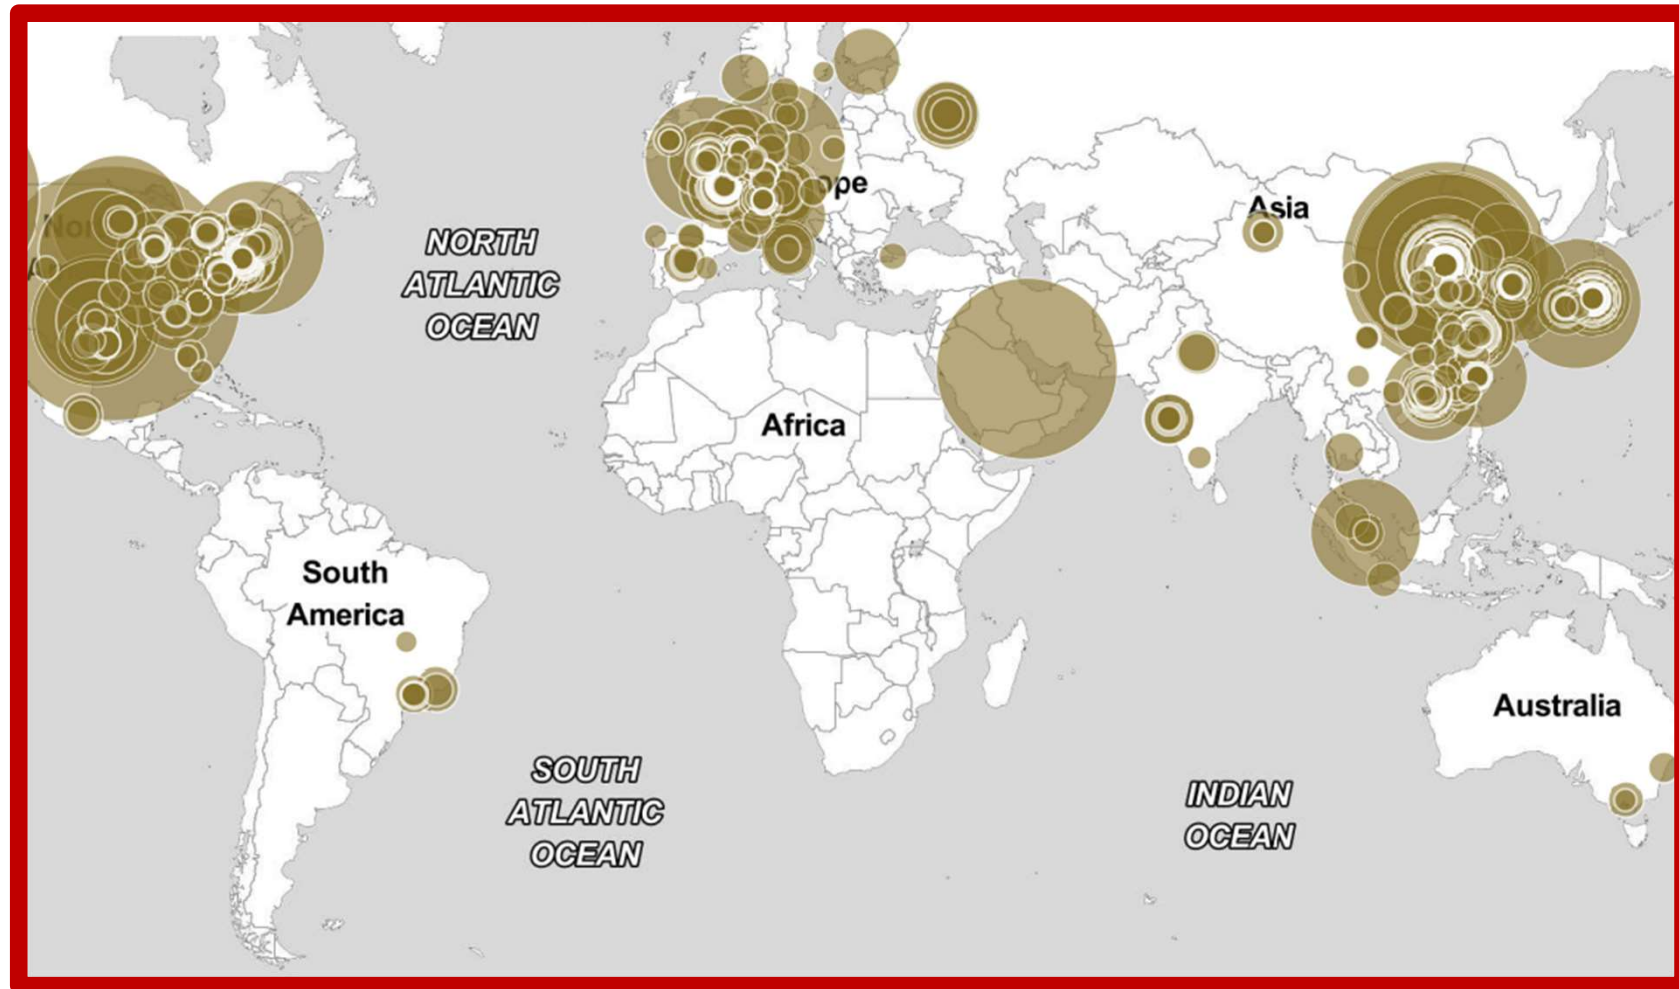 NORTH
ATLANTIC
OCEAN
Asia
Africa
South
America
Australia
SOUTH
ATLANTIC
OCEAN
INDIAN
OCEAN